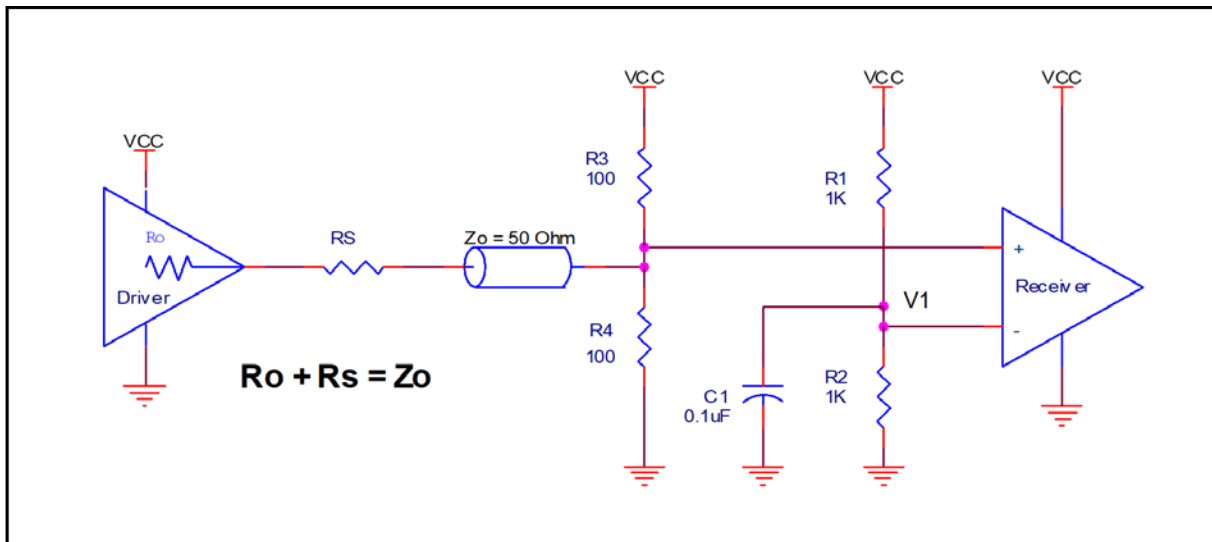 VCC
Ro
Driver
RS
Zo = 50 Ohm
Ro + Rs = Zo
VCC
R3
100
R4
100
VCC
R1
1K
V1
C1
0.1uF
R2
1K
VCC
+
Receiver
-